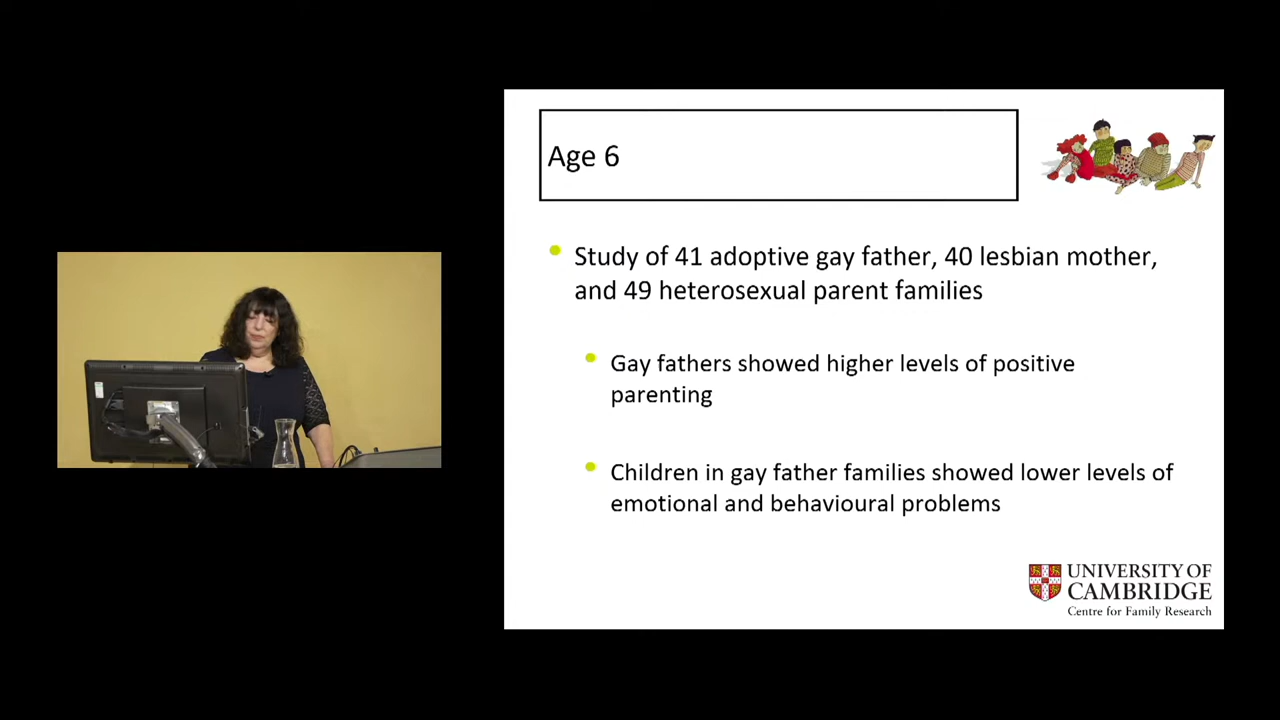 Age 6
Study of 41 adoptive gay father, 40 lesbian mother,
and 49 heterosexual parent families
Gay fathers showed higher levels of positive
parenting
Children in gay father families showed lower levels of
emotional and behavioural problems
UNIVERSITY OF
CAMBRIDGE
Centre for Family Research